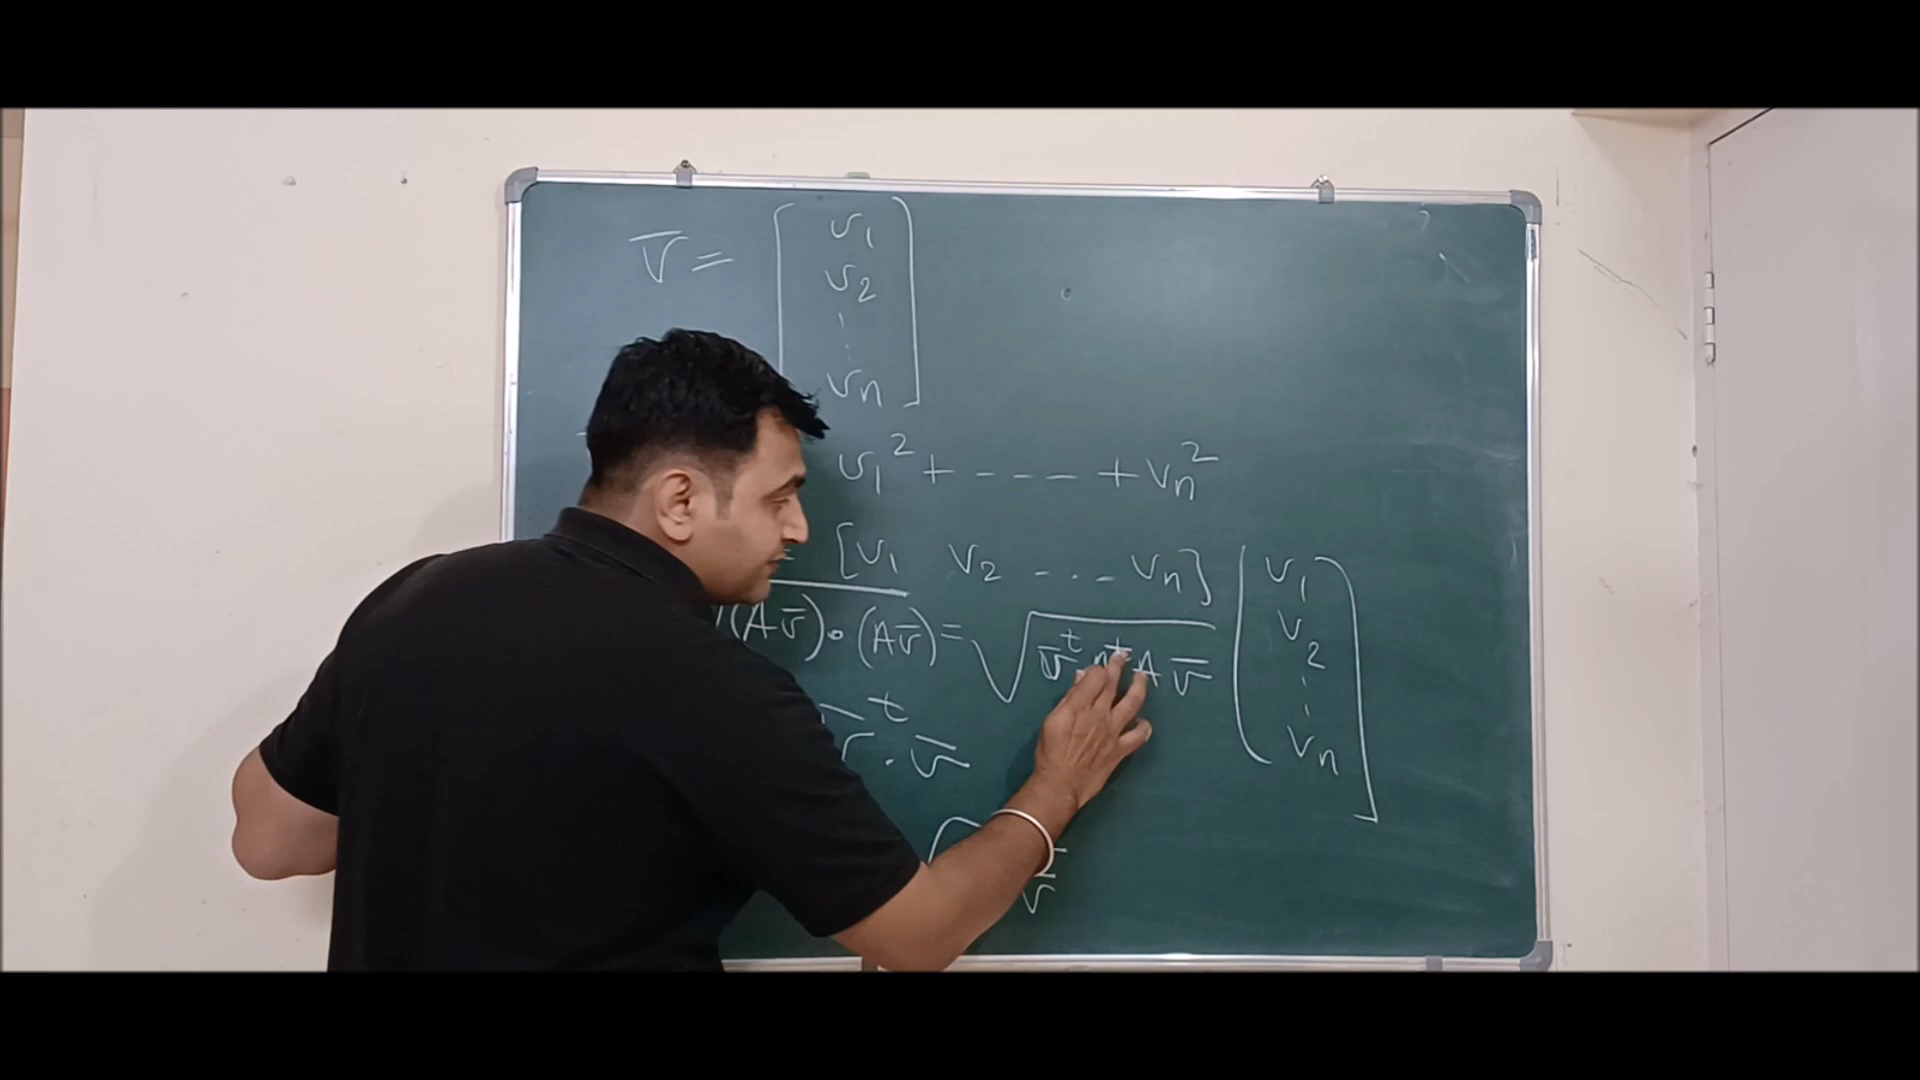 v̅ = [ v₁ v₂ ⋮ vₙ ]
v₁² + - - - - + vₙ²
= [v₁ v₂ - . . - vₙ] [ v₁ v₂ ⋮ vₙ ]
√(Av̅) • (Av̅) = √ v̅ᵗ Aᵗ A v̅
v̅ᵗ . v̅
v̅